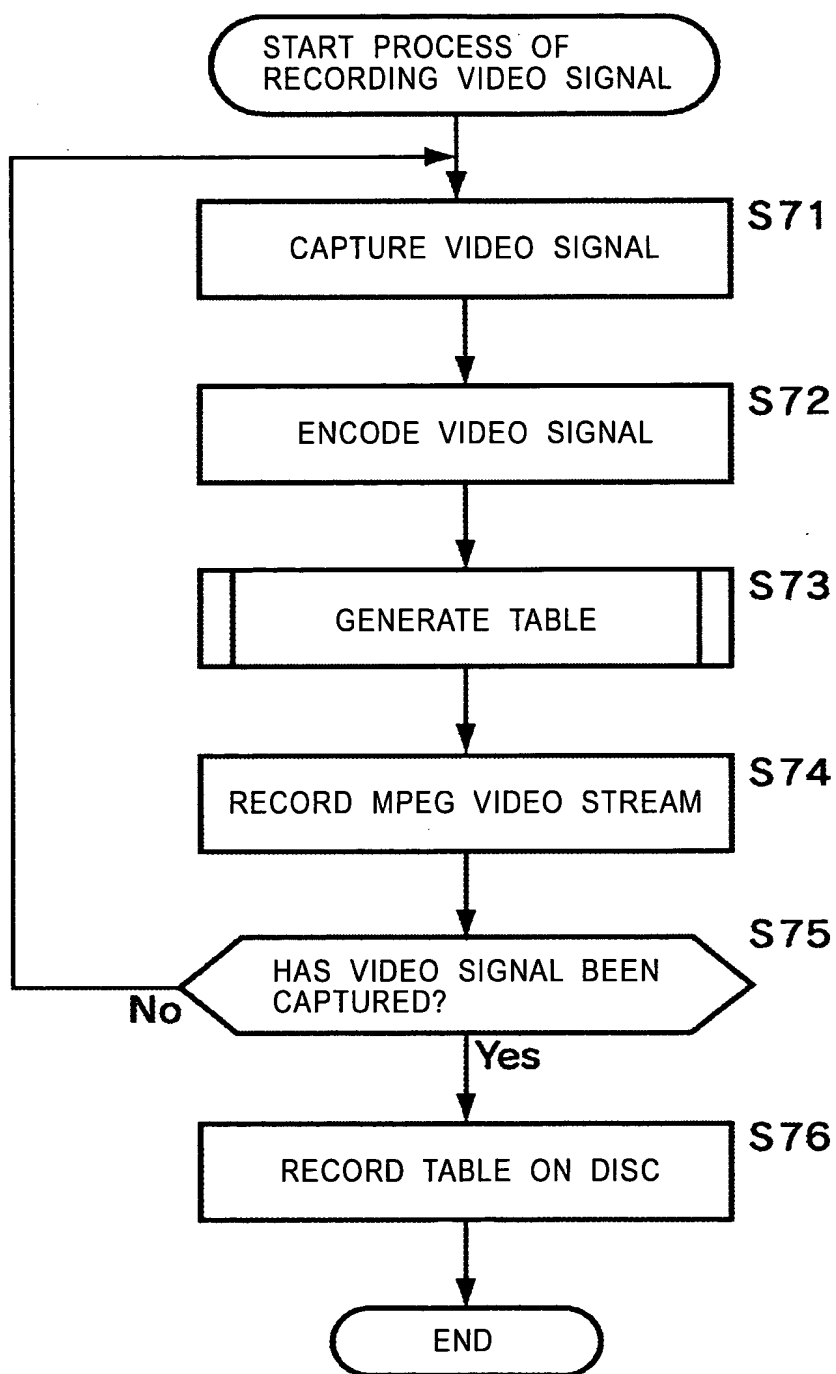 START PROCESS OF
RECORDING VIDEO SIGNAL
S71
CAPTURE VIDEO SIGNAL
S72
ENCODE VIDEO SIGNAL
S73
GENERATE TABLE
S74
RECORD MPEG VIDEO STREAM
S75
HAS VIDEO SIGNAL BEEN
CAPTURED?
No
Yes
S76
RECORD TABLE ON DISC
END